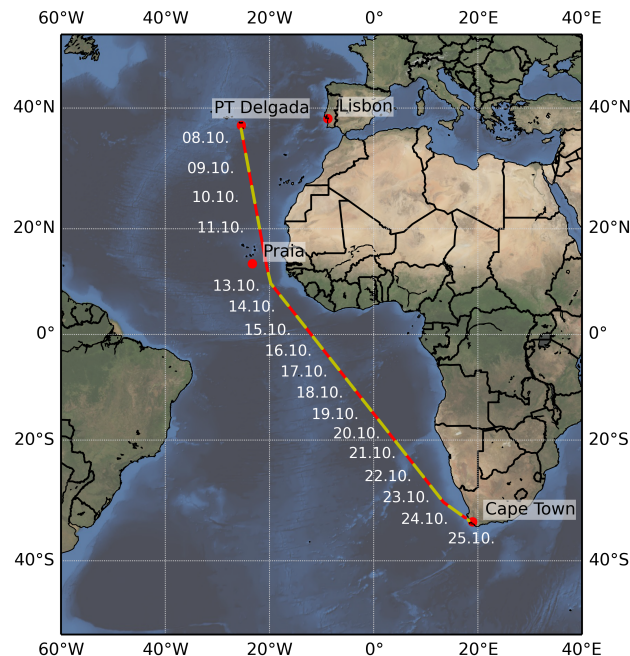 60°W 40°W 20°W 0° 20°E 40°E
40°N 40°N
PT Delgada Lisbon
08.10.
09.10.
10.10.
11.10.
20°N 20°N
Praia
13.10.
14.10.
15.10.
0° 0°
16.10.
17.10.
18.10.
19.10.
20.10.
20°S 20°S
21.10.
22.10.
23.10.
Cape Town
24.10.
25.10.
40°S 40°S
60°W 40°W 20°W 0° 20°E 40°E